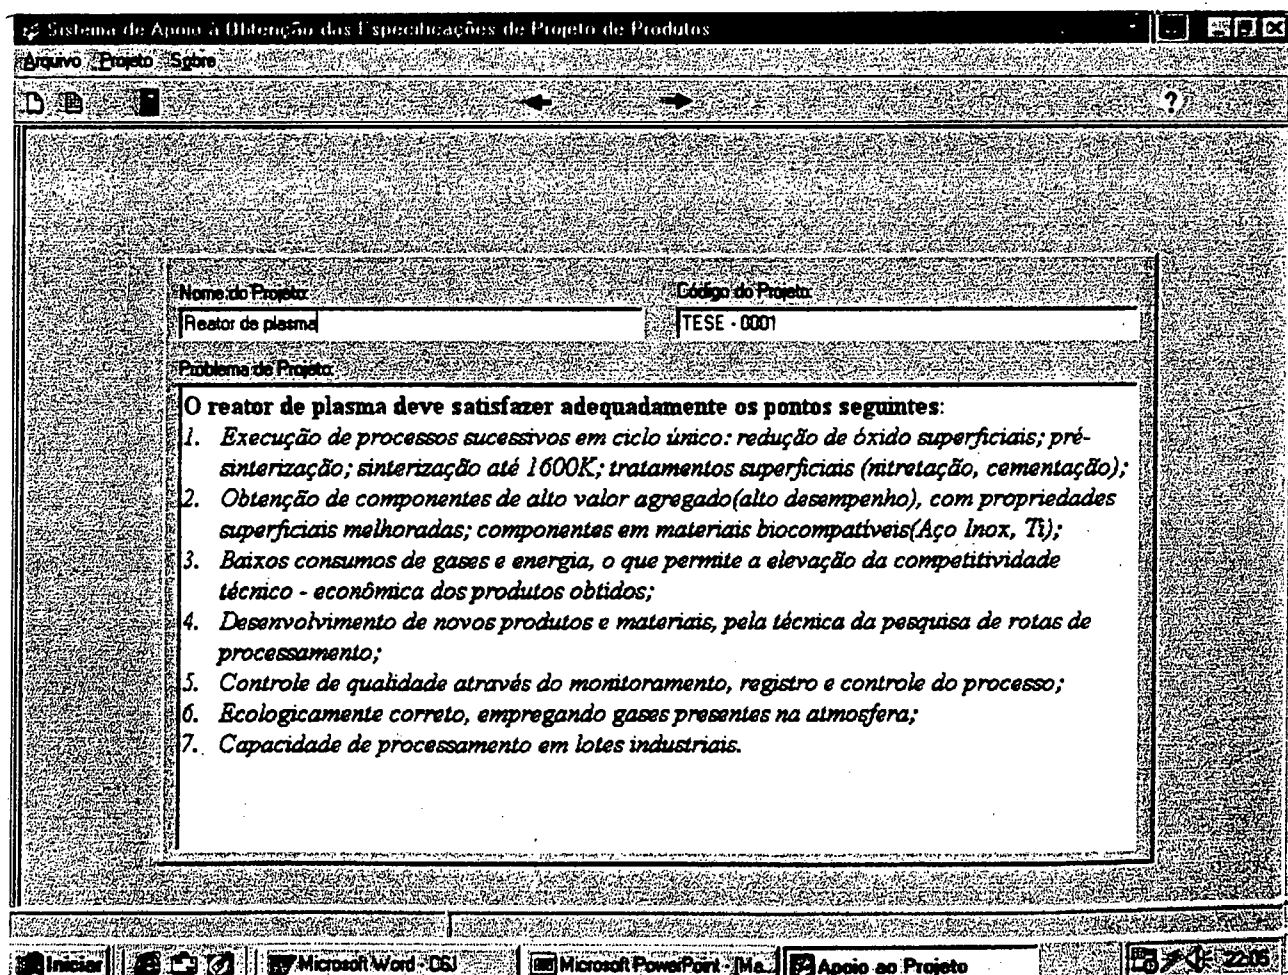 Sistema de Apoio à Obtenção das Especificações de Projeto de Produtos
Arquivo Projeto Sobre
?
Nome do Projeto:
Código do Projeto:
Reator de plasma
TESE - 0001
Problema de Projeto:
O reator de plasma deve satisfazer adequadamente os pontos seguintes:
1. Execução de processos sucessivos em ciclo único: redução de óxido superficiais; pré-
sinterização; sinterização até 1600K; tratamentos superficiais (nitretação, cementação);
2. Obtenção de componentes de alto valor agregado(alto desempenho), com propriedades
superficiais melhoradas; componentes em materiais biocompatíveis(Aço Inox, Ti);
3. Baixos consumos de gases e energia, o que permite a elevação da competitividade
técnico - econômica dos produtos obtidos;
4. Desenvolvimento de novos produtos e materiais, pela técnica da pesquisa de rotas de
processamento;
5. Controle de qualidade através do monitoramento, registro e controle do processo;
6. Ecologicamente correto, empregando gases presentes na atmosfera;
7. Capacidade de processamento em lotes industriais.
Iniciar
Microsoft Word - C6J
Microsoft PowerPoint - [Ma...
Apoio ao Projeto
22:05